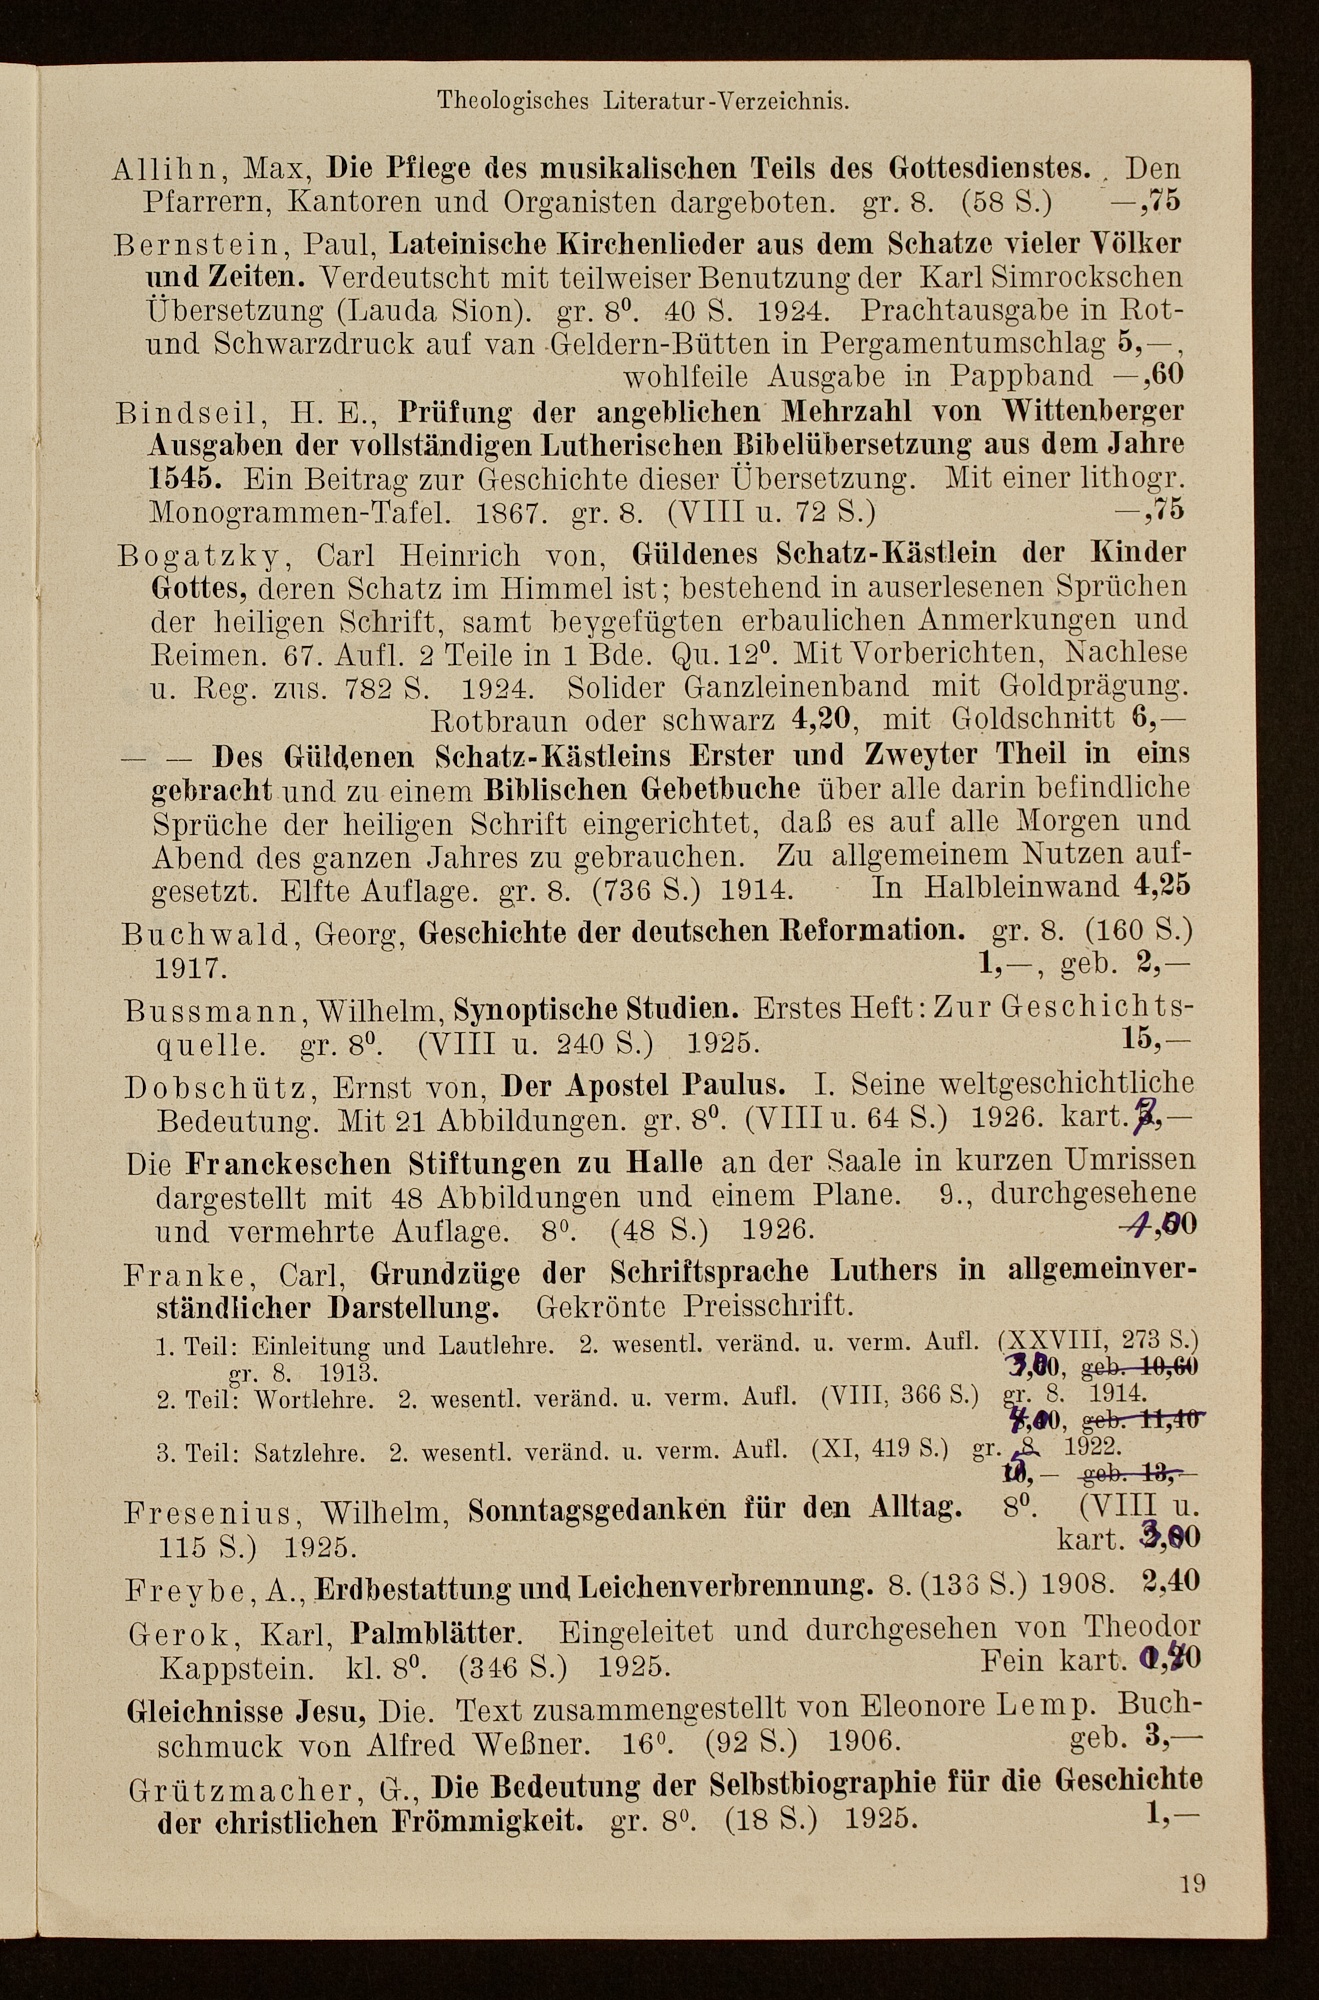 Theologisches Literatur-Verzeichnis.
Allihn, Max, Die Pflege des musikalischen Teils des Gottesdienstes. Den
Pfarrern, Kantoren und Organisten dargeboten. gr. 8. (58 S.) —,75
Bernstein, Paul, Lateinische Kirchenlieder aus dem Schatze vieler Völker
und Zeiten. Verdeutscht mit teilweiser Benutzung der Karl Simrockschen
Übersetzung (Lauda Sion). gr. 8⁰. 40 S. 1924. Prachtausgabe in Rot-
und Schwarzdruck auf van Geldern-Bütten in Pergamentumschlag 5,—,
wohlfeile Ausgabe in Pappband —,60
Bindseil, H. E., Prüfung der angeblichen Mehrzahl von Wittenberger
Ausgaben der vollständigen Lutherischen Bibelübersetzung aus dem Jahre
1545. Ein Beitrag zur Geschichte dieser Übersetzung. Mit einer lithogr.
Monogrammen-Tafel. 1867. gr. 8. (VIII u. 72 S.) —,75
Bogatzky, Carl Heinrich von, Güldenes Schatz-Kästlein der Kinder
Gottes, deren Schatz im Himmel ist; bestehend in auserlesenen Sprüchen
der heiligen Schrift, samt beygefügten erbaulichen Anmerkungen und
Reimen. 67. Aufl. 2 Teile in 1 Bde. Qu. 12⁰. Mit Vorberichten, Nachlese
u. Reg. zus. 782 S. 1924. Solider Ganzleinenband mit Goldprägung.
Rotbraun oder schwarz 4,20, mit Goldschnitt 6,—
— — Des Güldenen Schatz-Kästleins Erster und Zweyter Theil in eins
gebracht und zu einem Biblischen Gebetbuche über alle darin befindliche
Sprüche der heiligen Schrift eingerichtet, daß es auf alle Morgen und
Abend des ganzen Jahres zu gebrauchen. Zu allgemeinem Nutzen auf-
gesetzt. Elfte Auflage. gr. 8. (736 S.) 1914. In Halbleinwand 4,25
Buchwald, Georg, Geschichte der deutschen Reformation. gr. 8. (160 S.)
1917. 1,—, geb. 2,—
Bussmann, Wilhelm, Synoptische Studien. Erstes Heft: Zur Geschichts-
quelle. gr. 8⁰. (VIII u. 240 S.) 1925. 15,—
Dobschütz, Ernst von, Der Apostel Paulus. I. Seine weltgeschichtliche
Bedeutung. Mit 21 Abbildungen. gr. 8⁰. (VIII u. 64 S.) 1926. kart.
Die Franckeschen Stiftungen zu Halle an der Saale in kurzen Umrissen
dargestellt mit 48 Abbildungen und einem Plane. 9., durchgesehene
und vermehrte Auflage. 8⁰. (48 S.) 1926.
Franke, Carl, Grundzüge der Schriftsprache Luthers in allgemeinver-
ständlicher Darstellung. Gekrönte Preisschrift.
1. Teil: Einleitung und Lautlehre. 2. wesentl. veränd. u. verm. Aufl. (XXVIII, 273 S.)
gr. 8. 1913. geb. 10,60
2. Teil: Wortlehre. 2. wesentl. veränd. u. verm. Aufl. (VIII, 366 S.) gr. 8. 1914.
geb. 11,40
3. Teil: Satzlehre. 2. wesentl. veränd. u. verm. Aufl. (XI, 419 S.) gr. 8. 1922.
geb. 13,—
Fresenius, Wilhelm, Sonntagsgedanken für den Alltag. 8⁰. (VIII u.
115 S.) 1925. kart.
Freybe, A., Erdbestattung und Leichenverbrennung. 8. (S.) 1908. 2,40
Gerok, Karl, Palmblätter. Eingeleitet und durchgesehen von Theodor
Kappstein. kl. 8⁰. (346 S.) 1925. Fein kart.
Gleichnisse Jesu, Die. Text zusammengestellt von Eleonore Lemp. Buch-
schmuck von Alfred Weßner. 16⁰. (92 S.) 1906. geb. 3,—
Grützmacher, G., Die Bedeutung der Selbstbiographie für die Geschichte
der christlichen Frömmigkeit. gr. 8⁰. (18 S.) 1925. 1,—
19